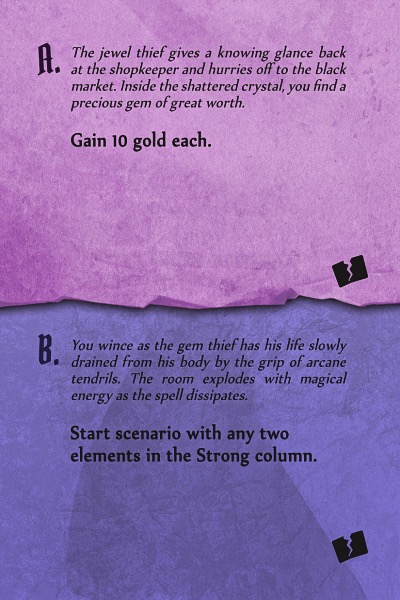 A.
The jewel thief gives a knowing glance back
at the shopkeeper and hurries off to the black
market. Inside the shattered crystal, you find a
precious gem of great worth.
Gain 10 gold each.
B.
You wince as the gem thief has his life slowly
drained from his body by the grip of arcane
tendrils. The room explodes with magical
energy as the spell dissipates.
Start scenario with any two
elements in the Strong column.